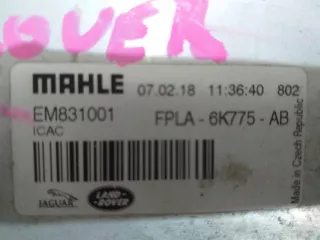 OVER
MAHLE 07.02.18 11:36:40 802
EM831001 FPLA - 6K775 - AB
ICAC
Made in Czech Republic
JAGUAR LAND- ROVER